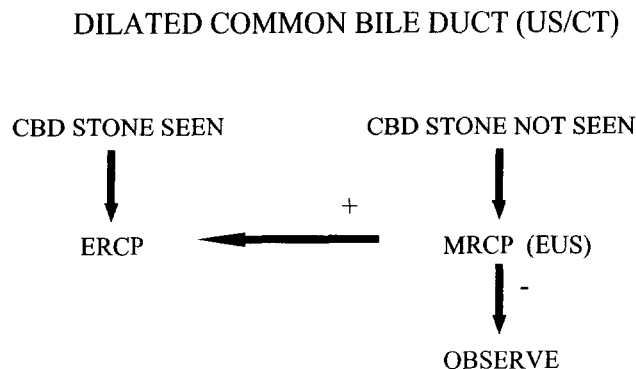 DILATED COMMON BILE DUCT (US/CT)
CBD STONE SEEN
CBD STONE NOT SEEN
+
ERCP
MRCP (EUS)
-
OBSERVE